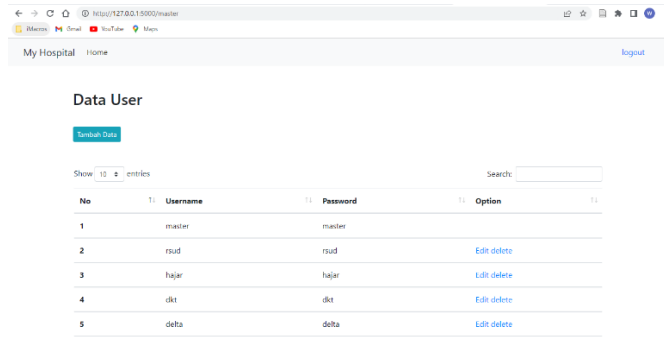 http://127.0.0.1:5000/master
iMacros Gmail YouTube Maps
My Hospital Home logout
Data User
Tambah Data
Show 10 entries Search:
No Username Password Option
1 master master
2 rsud rsud Edit delete
3 hajar hajar Edit delete
4 dkt dkt Edit delete
5 delta delta Edit delete